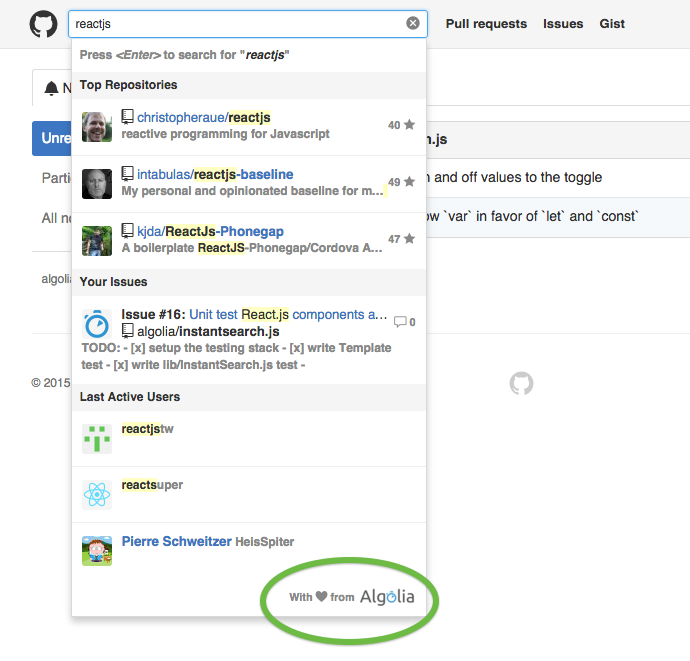 reactjs
Pull requests Issues Gist
Press <Enter> to search for "reactjs"
Top Repositories
christopheraue/reactjs
40
reactive programming for Javascript
intabulas/reactjs-baseline
49
My personal and opinionated baseline for m...
kjda/ReactJs-Phonegap
47
A boilerplate ReactJS-Phonegap/Cordova A...
Your Issues
Issue #16: Unit test React.js components a...
0
algolia/instantsearch.js
TODO: - [x] setup the testing stack - [x] write Template
test - [x] write lib/InstantSearch.js test -
Last Active Users
reactjstw
reactsuper
Pierre Schweitzer HeisSpiter
With from Algolia
N
Unre
Parti
All no
algolia
© 2015
.js
n and off values to the toggle
ow `var` in favor of `let` and `const`